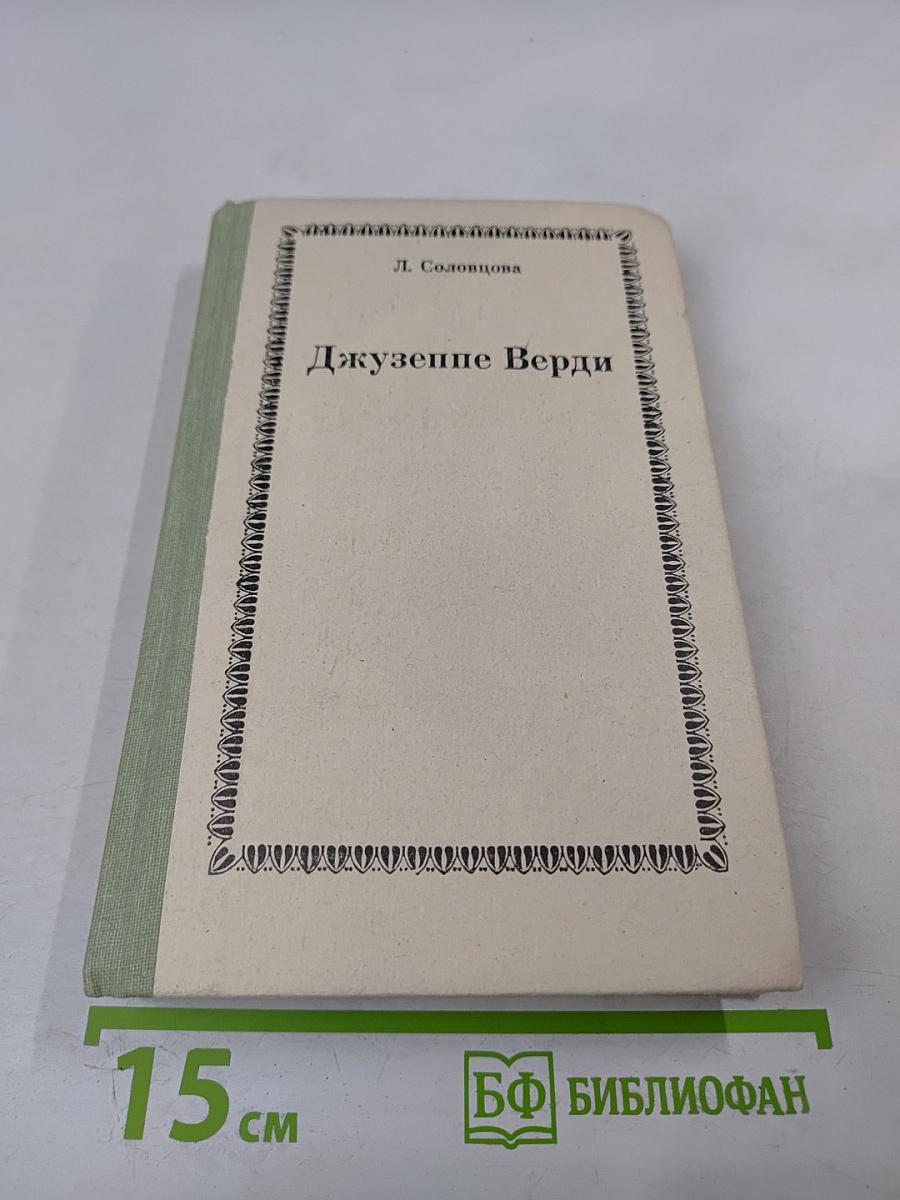 Л. Соловцова
Джузеппе Верди
15 см
БФ БИБЛИОФАН